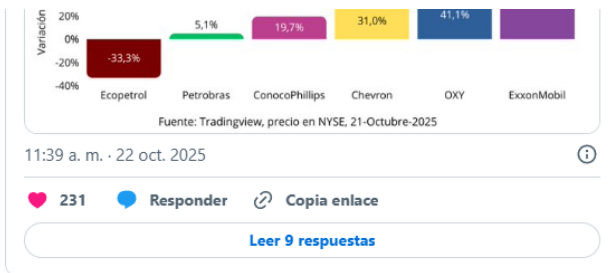 Variación
20%
0%
-20%
-40%
-33,3%
5,1%
19,7%
31,0%
41,1%
Ecopetrol Petrobras ConocoPhillips Chevron OXY ExxonMobil
Fuente: Tradingview, precio en NYSE, 21-Octubre-2025
11:39 a. m. · 22 oct. 2025
231 Responder Copia enlace
Leer 9 respuestas